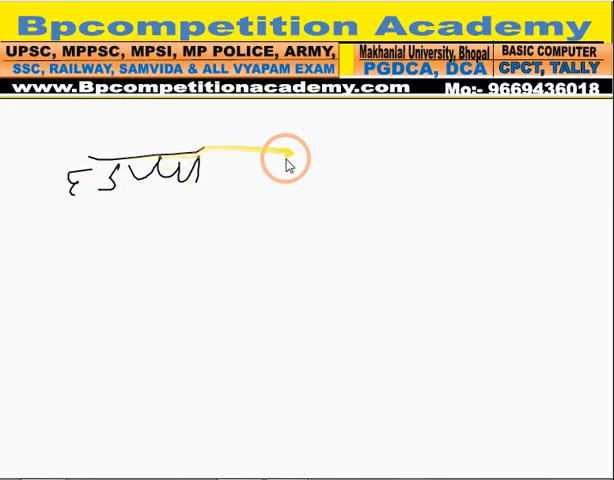 Bpcompetition Academy
UPSC, MPPSC, MPSI, MP POLICE, ARMY,
SSC, RAILWAY, SAMVIDA & ALL VYAPAM EXAM
Makhanlal University, Bhopal
PGDCA, DCA
BASIC COMPUTER
CPCT, TALLY
www.Bpcompetitionacademy.com Mo:- 9669436018